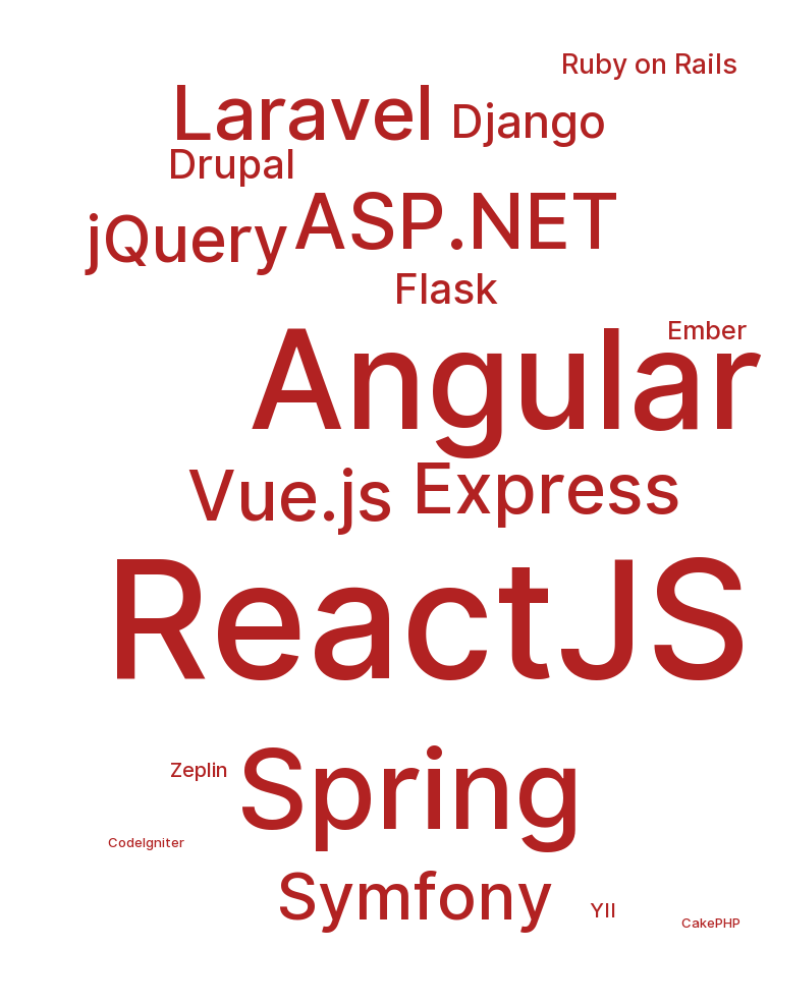 Ruby on Rails
Laravel Django
Drupal
jQuery ASP.NET
Flask
Ember
Angular
Vue.js Express
ReactJS
Zeplin Spring
CodeIgniter
Symfony YII CakePHP